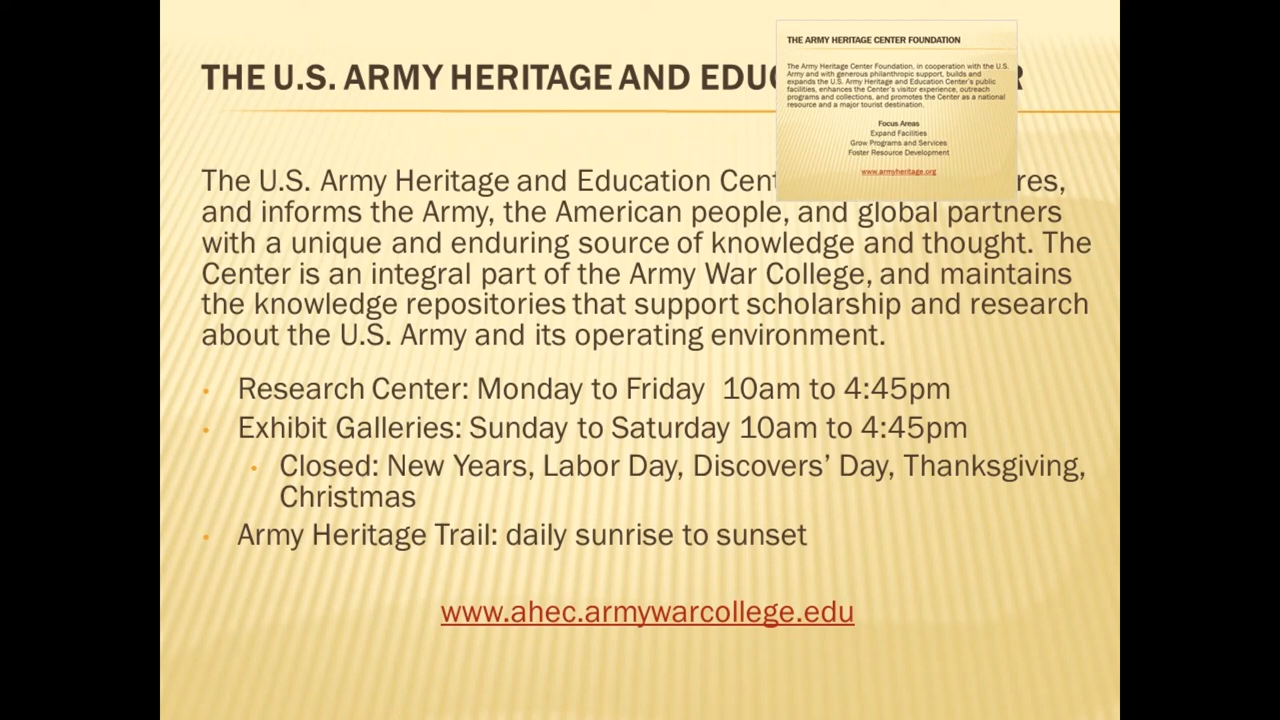 THE U.S. ARMY HERITAGE AND EDUC
The U.S. Army Heritage and Education Cent res,
and informs the Army, the American people, and global partners
with a unique and enduring source of knowledge and thought. The
Center is an integral part of the Army War College, and maintains
the knowledge repositories that support scholarship and research
about the U.S. Army and its operating environment.
• Research Center: Monday to Friday 10am to 4:45pm
• Exhibit Galleries: Sunday to Saturday 10am to 4:45pm
• Closed: New Years, Labor Day, Discovers’ Day, Thanksgiving,
Christmas
• Army Heritage Trail: daily sunrise to sunset
www.ahec.armywarcollege.edu
THE ARMY HERITAGE CENTER FOUNDATION
The Army Heritage Center Foundation, in cooperation with the U.S.
Army and with generous philanthropic support, builds and
expands the U.S. Army Heritage and Education Center's public
facilities, enhances the Center's visitor experience, outreach
programs and collections, and promotes the Center as a national
resource and a major tourist destination.
Focus Areas
Expand Facilities
Grow Programs and Services
Foster Resource Development
www.armyheritage.org